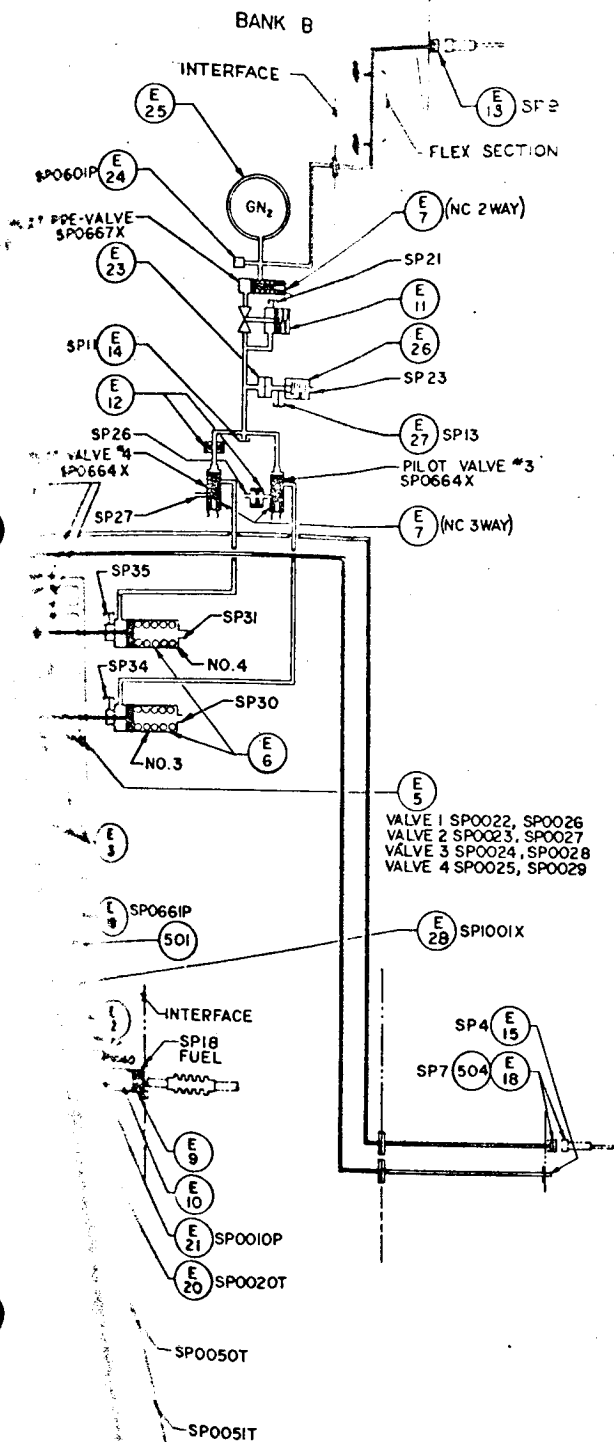 BANK B
INTERFACE
E
13
SP2
E
25
FLEX SECTION
SP0601P
E
24
GN2
E
7
(NC 2WAY)
PRE-VALVE
SP0667X
SP21
E
23
E
11
SP11
E
14
E
26
SP23
E
12
E
27
SP13
SP26
VALVE #4
SP0664X
PILOT VALVE #3
SP0664X
SP27
E
7
(NC 3WAY)
SP35
SP31
NO.4
SP34
SP30
NO.3
E
6
E
5
VALVE 1 SP0022, SP0026
VALVE 2 SP0023, SP0027
VALVE 3 SP0024, SP0028
VALVE 4 SP0025, SP0029
E
3
E
SP0661P
501
E
28
SP1001X
E
2
INTERFACE
SP18
FUEL
SP4
E
15
SP7
504
E
18
E
9
E
10
E
21
SP0010P
E
20
SP0020T
SP0050T
SP0051T